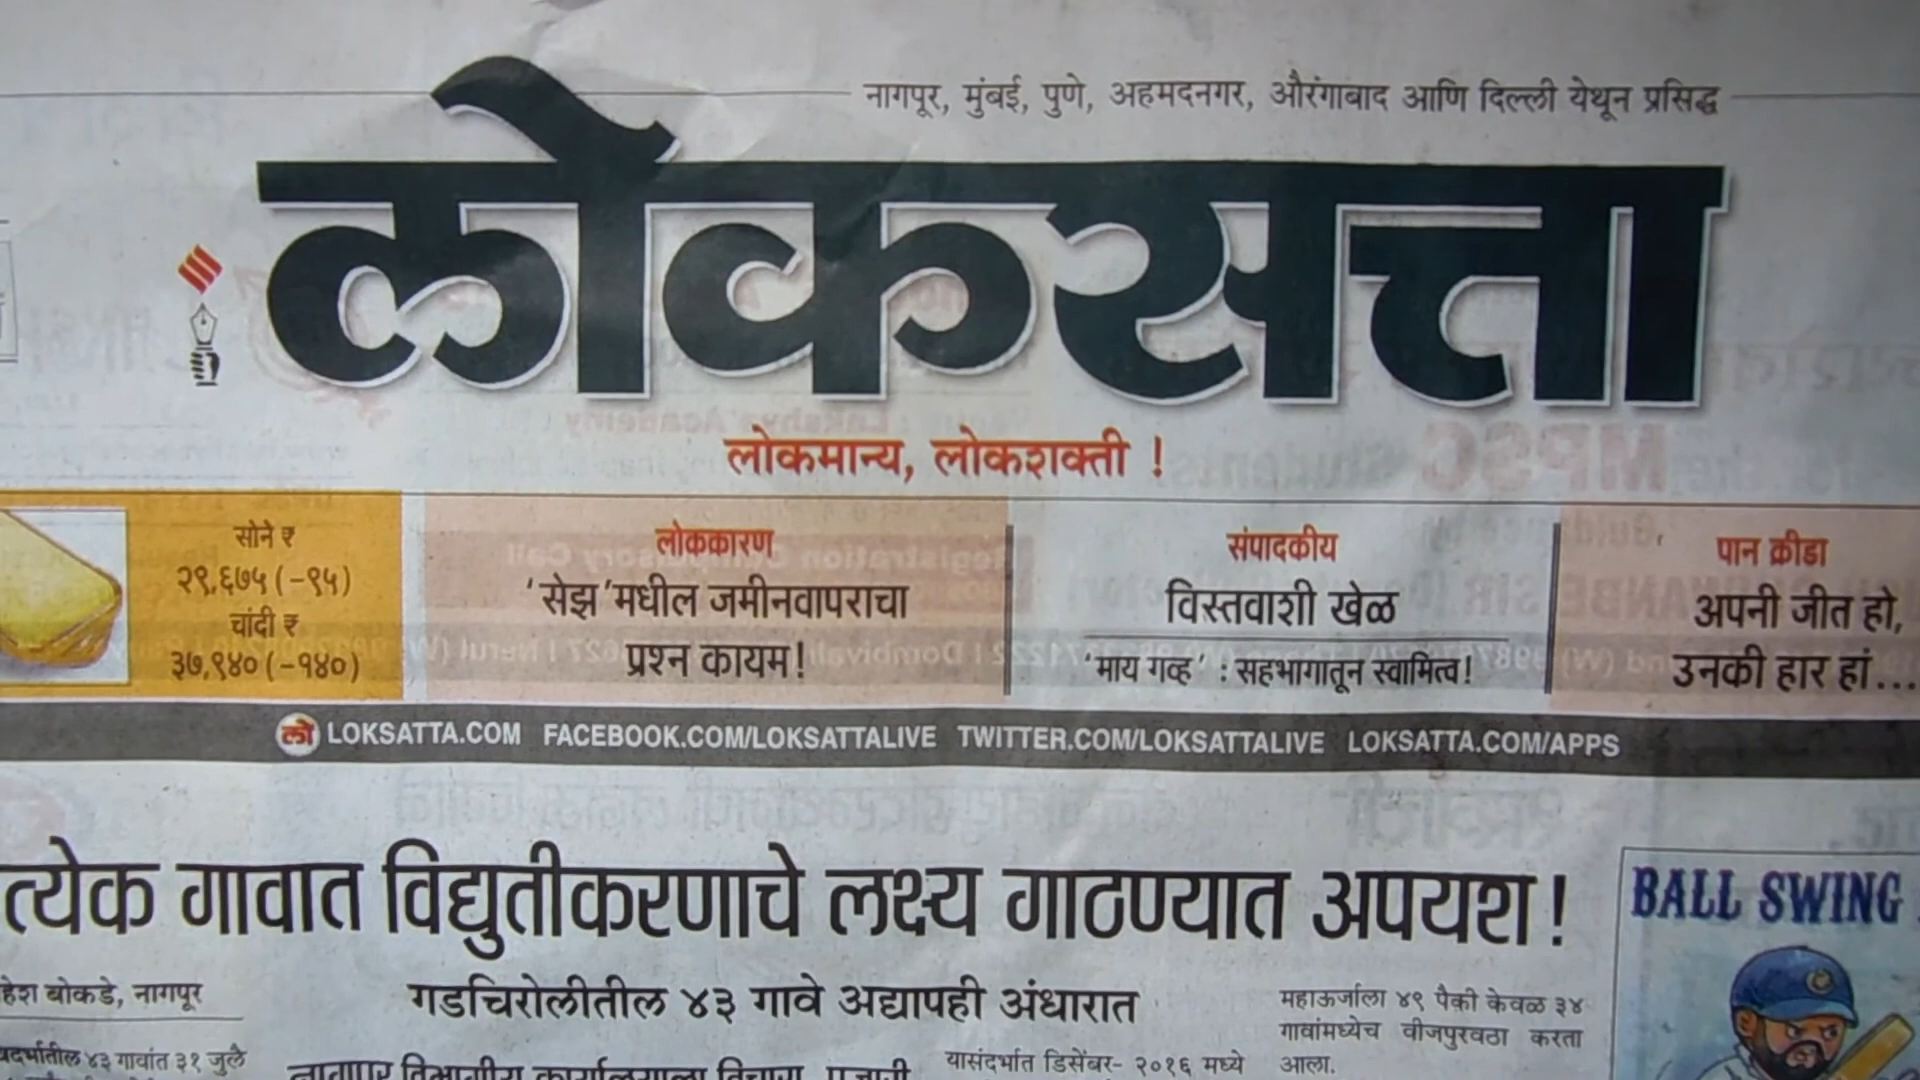 नागपूर, मुंबई, पुणे, अहमदनगर, औरंगाबाद आणि दिल्ली येथून प्रसिद्ध
लोकसत्ता
लोकमान्य, लोकशक्ती !
सोने ₹
२९,६७५ (-९५)
चांदी ₹
३७,९४० (-१४०)
लोककारण
‘सेझ’मधील जमीनवापराचा
प्रश्न कायम!
संपादकीय
विस्तवाशी खेळ
‘माय गव्ह’ : सहभागातून स्वामित्व!
पान क्रीडा
अपनी जीत हो,
उनकी हार हां...
लो LOKSATTA.COM FACEBOOK.COM/LOKSATTALIVE TWITTER.COM/LOKSATTALIVE LOKSATTA.COM/APPS
त्येक गावात विद्युतीकरणाचे लक्ष्य गाठण्यात अपयश!
BALL SWING
हेश बोकडे, नागपूर
गडचिरोलीतील ४३ गावे अद्यापही अंधारात
दर्भातील ४३ गावांत ३१ जुलै
यासंदर्भात डिसेंबर- २०१६ मध्ये
महाऊर्जाला ४९ पैकी केवळ ३४
गावांमध्येच वीजपुरवठा करता
आला.